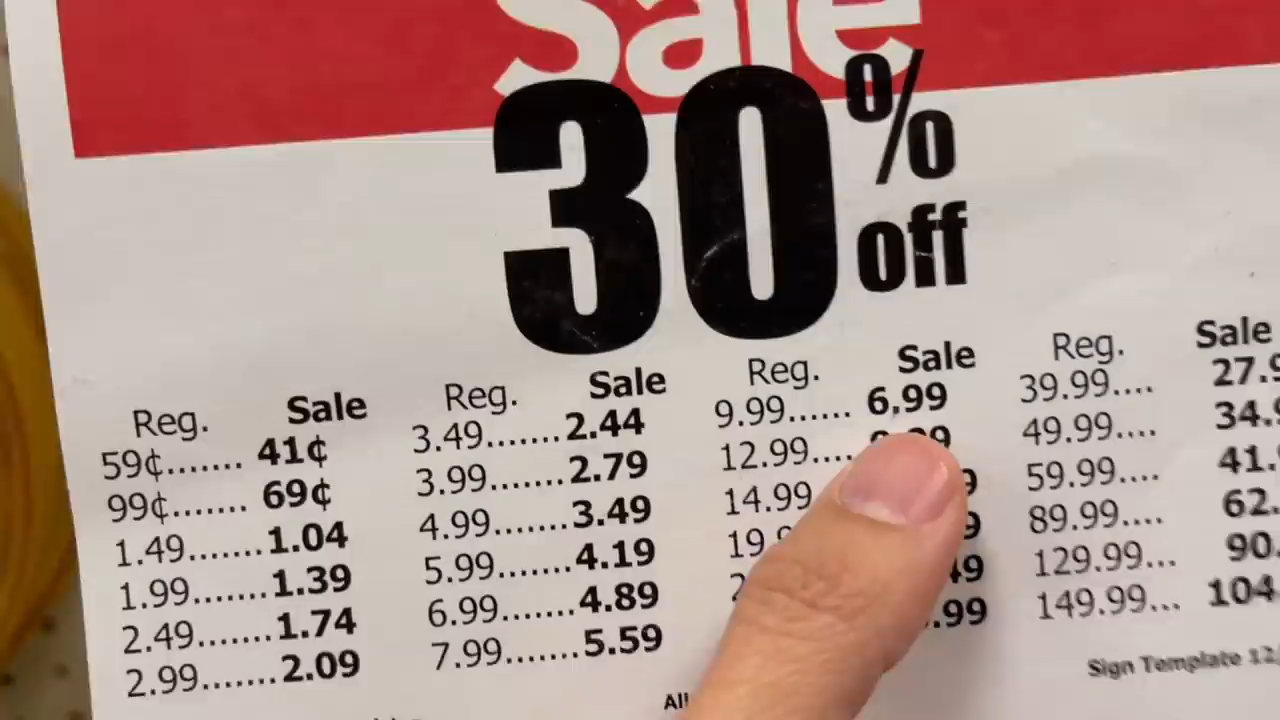 Sale
30% off
Reg. Sale
59¢....... 41¢
99¢....... 69¢
1.49.......1.04
1.99.......1.39
2.49.......1.74
2.99.......2.09
Reg. Sale
3.49.......2.44
3.99.......2.79
4.99.......3.49
5.99.......4.19
6.99.......4.89
7.99.......5.59
Reg. Sale
9.99...... 6.99
12.99....
14.99
Reg. Sale
39.99....
49.99....
59.99....
89.99....
129.99...
149.99...
Sign Template
All